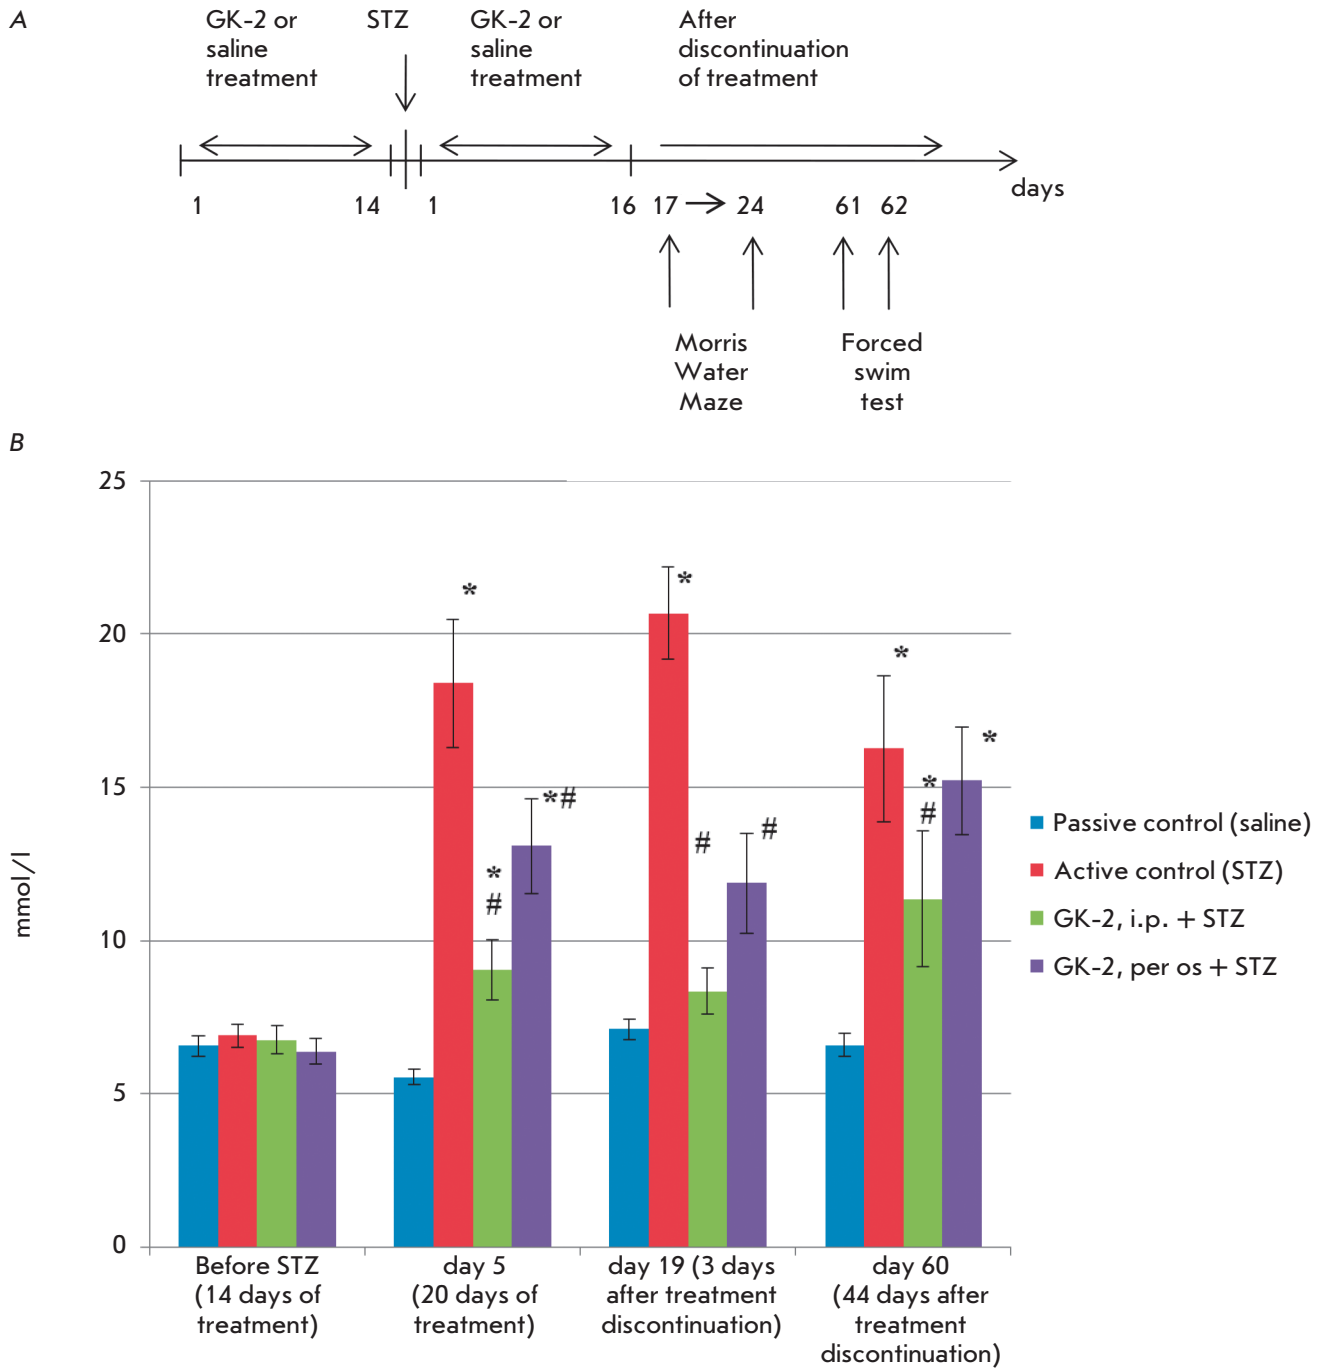 A
GK-2 or
saline
treatment
STZ
GK-2 or
saline
treatment
After
discontinuation
of treatment
1 14 1 16 17 24 61 62
days
Morris
Water
Maze
Forced
swim
test
B
25
20
15
10
5
0
mmol/l
*
*
#
*#
*
#
#
*
*
#
*
Before STZ
(14 days of
treatment)
day 5
(20 days of
treatment)
day 19 (3 days
after treatment
discontinuation)
day 60
(44 days after
treatment
discontinuation)
Passive control (saline)
Active control (STZ)
GK-2, i.p. + STZ
GK-2, per os + STZ